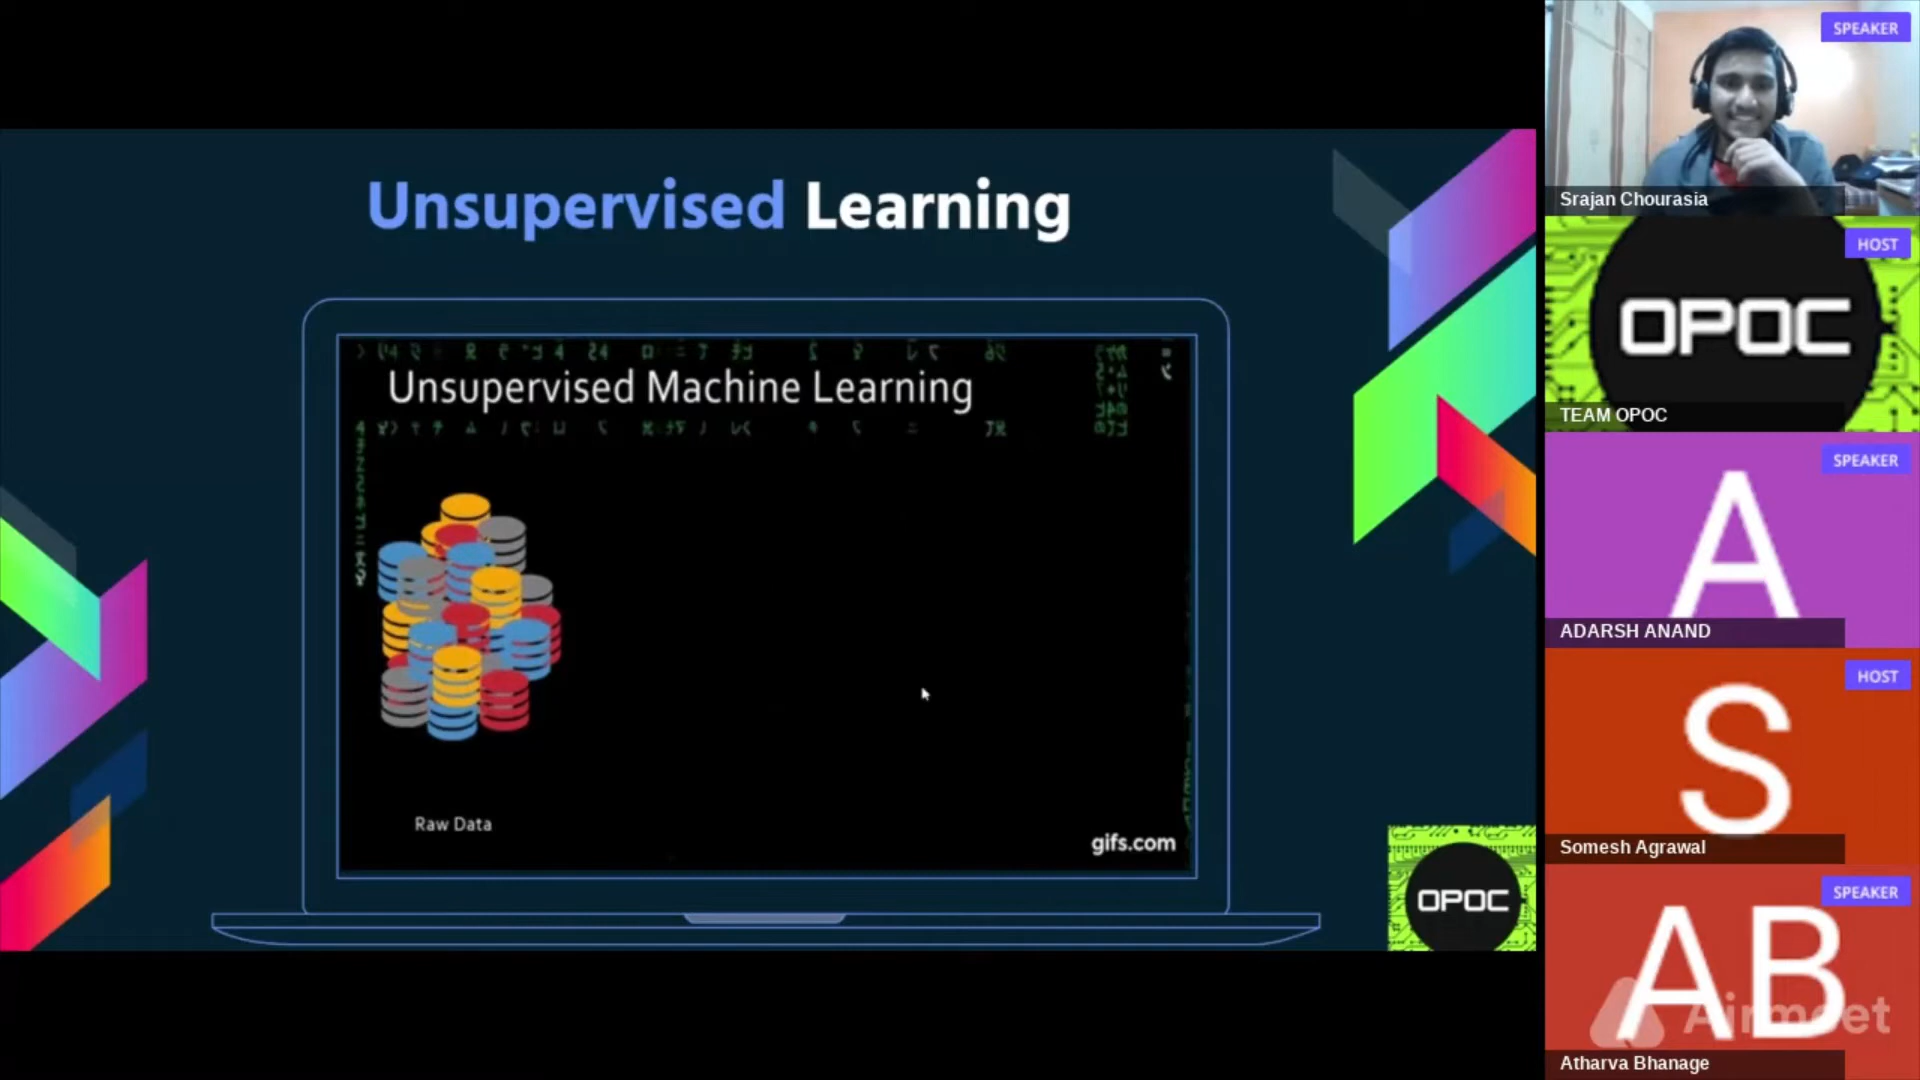 Unsupervised Learning
Unsupervised Machine Learning
Raw Data
gifs.com
OPOC
SPEAKER
Srajan Chourasia
HOST
OPOC
TEAM OPOC
SPEAKER
A
ADARSH ANAND
HOST
S
Somesh Agrawal
SPEAKER
AB
Airmeet
Atharva Bhanage